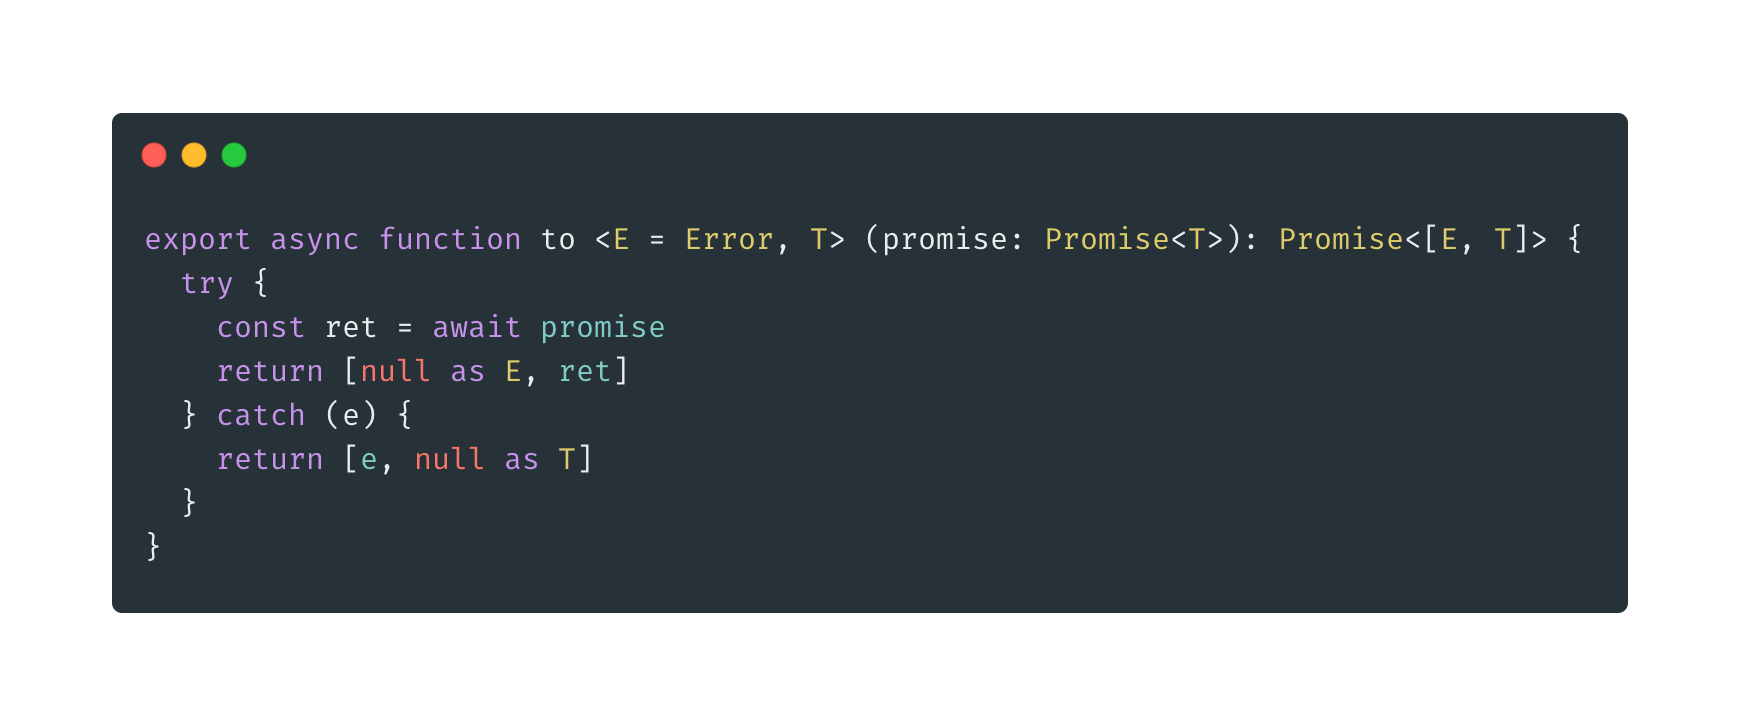 export async function to <E = Error, T> (promise: Promise<T>): Promise<[E, T]> {
  try {
    const ret = await promise
    return [null as E, ret]
  } catch (e) {
    return [e, null as T]
  }
}